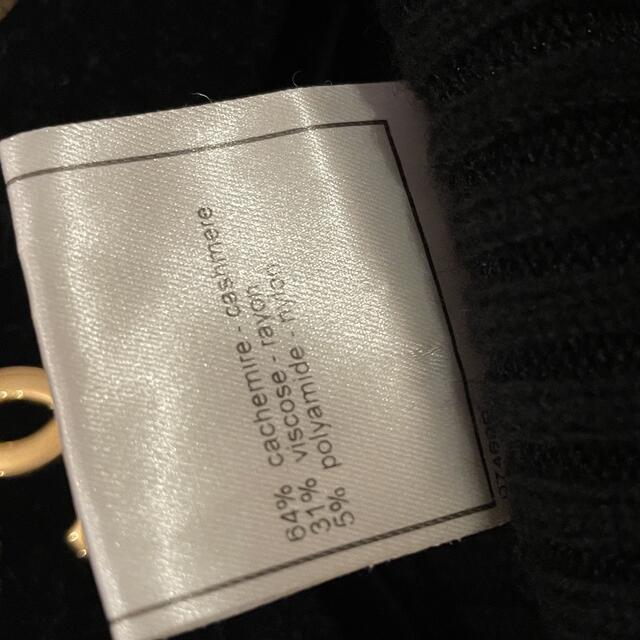 64% cachemire - cashmere
31% viscose - rayon
5% polyamide - nylon